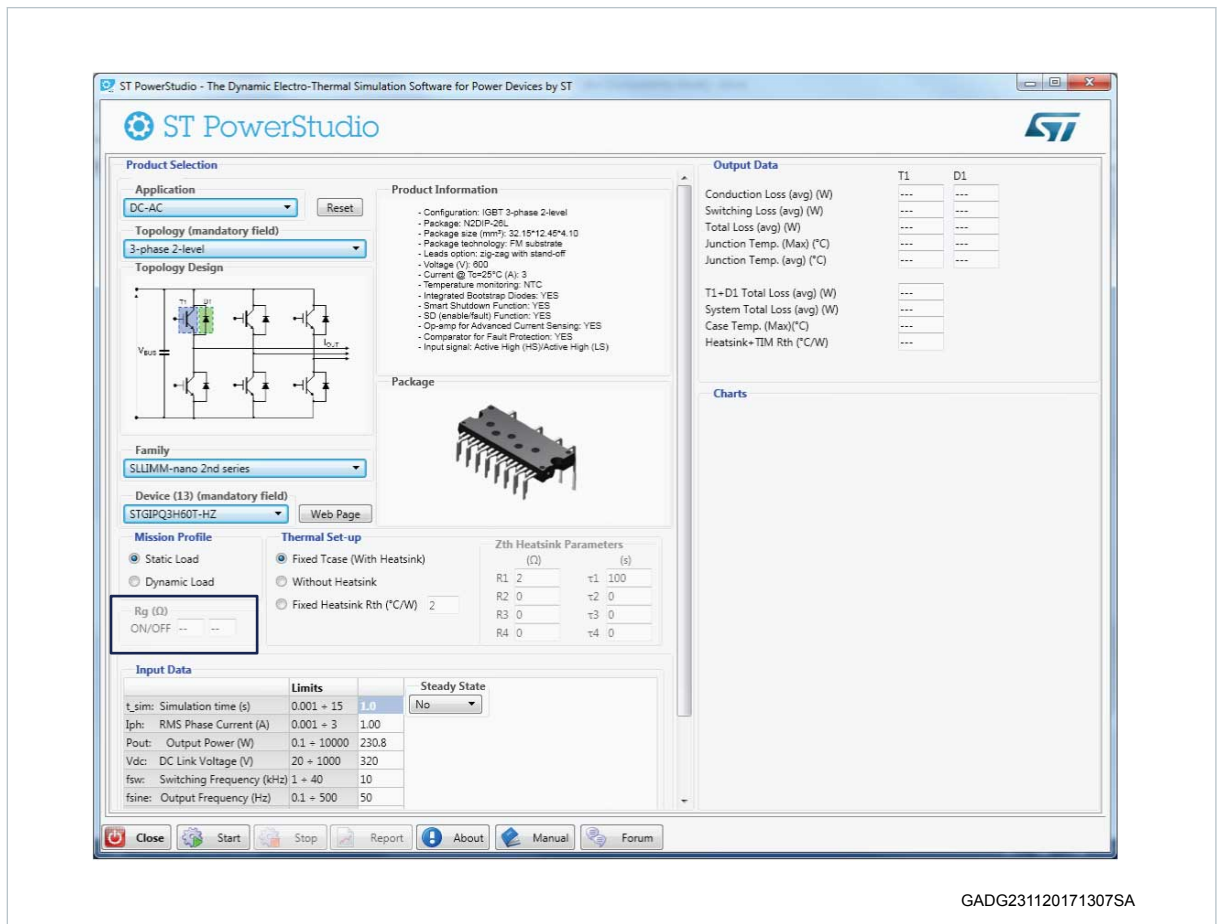 ST PowerStudio - The Dynamic Electro-Thermal Simulation Software for Power Devices by ST
ST PowerStudio
Product Selection
Application
DC-AC
Reset
Topology (mandatory field)
3-phase 2-level
Topology Design
T1 D1
VBUS
IOUT
Family
SLLIMM-nano 2nd series
Device (13) (mandatory field)
STGIPQ3H60T-HZ
Web Page
Product Information
- Configuration: IGBT 3-phase 2-level
- Package: N2DIP-26L
- Package size (mm³): 32.15*12.45*4.10
- Package technology: FM substrate
- Leads option: zig-zag with stand-off
- Voltage (V): 600
- Current @ Tc=25°C (A): 3
- Temperature monitoring: NTC
- Integrated Bootstrap Diodes: YES
- Smart Shutdown Function: YES
- SD (enable/fault) Function: YES
- Op-amp for Advanced Current Sensing: YES
- Comparator for Fault Protection: YES
- Input signal: Active High (HS)/Active High (LS)
Package
Mission Profile
Static Load
Dynamic Load
Rg (Ω)
ON/OFF -- --
Thermal Set-up
Fixed Tcase (With Heatsink)
Without Heatsink
Fixed Heatsink Rth (°C/W) 2
Zth Heatsink Parameters
(Ω) (s)
R1 2 τ1 100
R2 0 τ2 0
R3 0 τ3 0
R4 0 τ4 0
Input Data
Limits
t_sim: Simulation time (s) 0.001 ÷ 15 1.0
Iph: RMS Phase Current (A) 0.001 ÷ 3 1.00
Pout: Output Power (W) 0.1 ÷ 10000 230.8
Vdc: DC Link Voltage (V) 20 ÷ 1000 320
fsw: Switching Frequency (kHz) 1 ÷ 40 10
fsine: Output Frequency (Hz) 0.1 ÷ 500 50
Steady State
No
Output Data
T1 D1
Conduction Loss (avg) (W) --- ---
Switching Loss (avg) (W) --- ---
Total Loss (avg) (W) --- ---
Junction Temp. (Max) (°C) --- ---
Junction Temp. (avg) (°C) --- ---
T1+D1 Total Loss (avg) (W) ---
System Total Loss (avg) (W) ---
Case Temp. (Max)(°C) ---
Heatsink+TIM Rth (°C/W) ---
Charts
Close Start Stop Report About Manual Forum
GADG231120171307SA